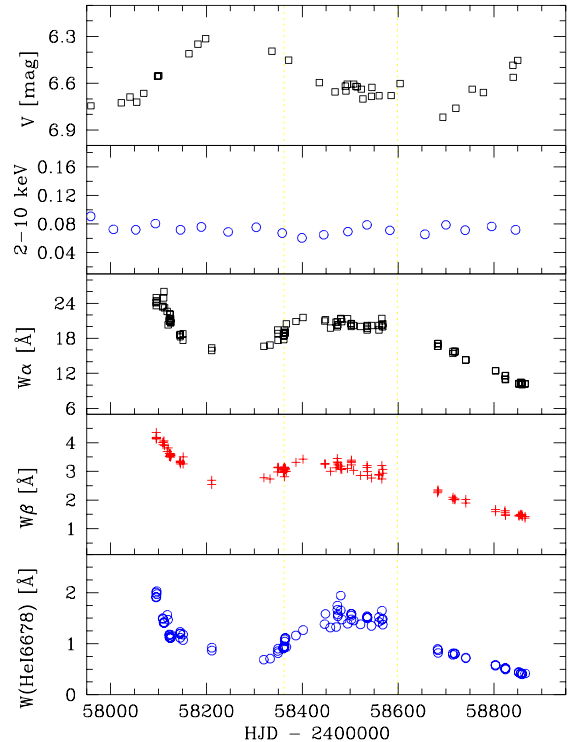 6.3
6.6
6.9
V [mag]
0.16
0.12
0.08
0.04
2-10 keV
24
18
12
6
Wα [Å]
4
3
2
1
Wβ [Å]
2
1
0
W(HeI6678) [Å]
58000 58200 58400 58600 58800
HJD - 2400000